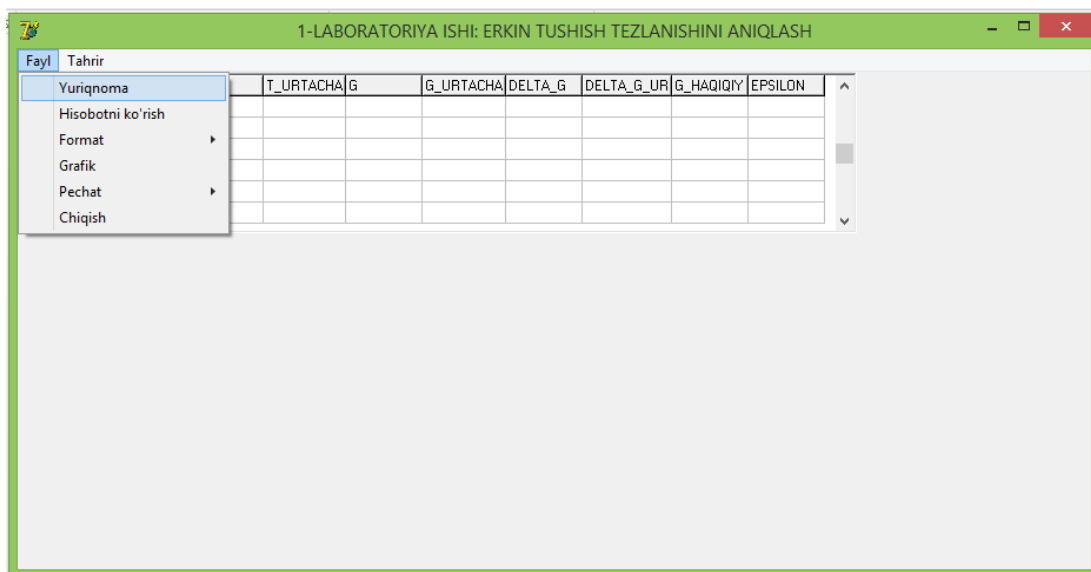 1-LABORATORIYA ISHI: ERKIN TUSHISH TEZLANISHINI ANIQLASH
Fayl Tahrir
T_URTACHA G G_URTACHA DELTA_G DELTA_G_UR G_HAQIQIY EPSILON
Yuriqnoma
Hisobotni ko'rish
Format
Grafik
Pechat
Chiqish